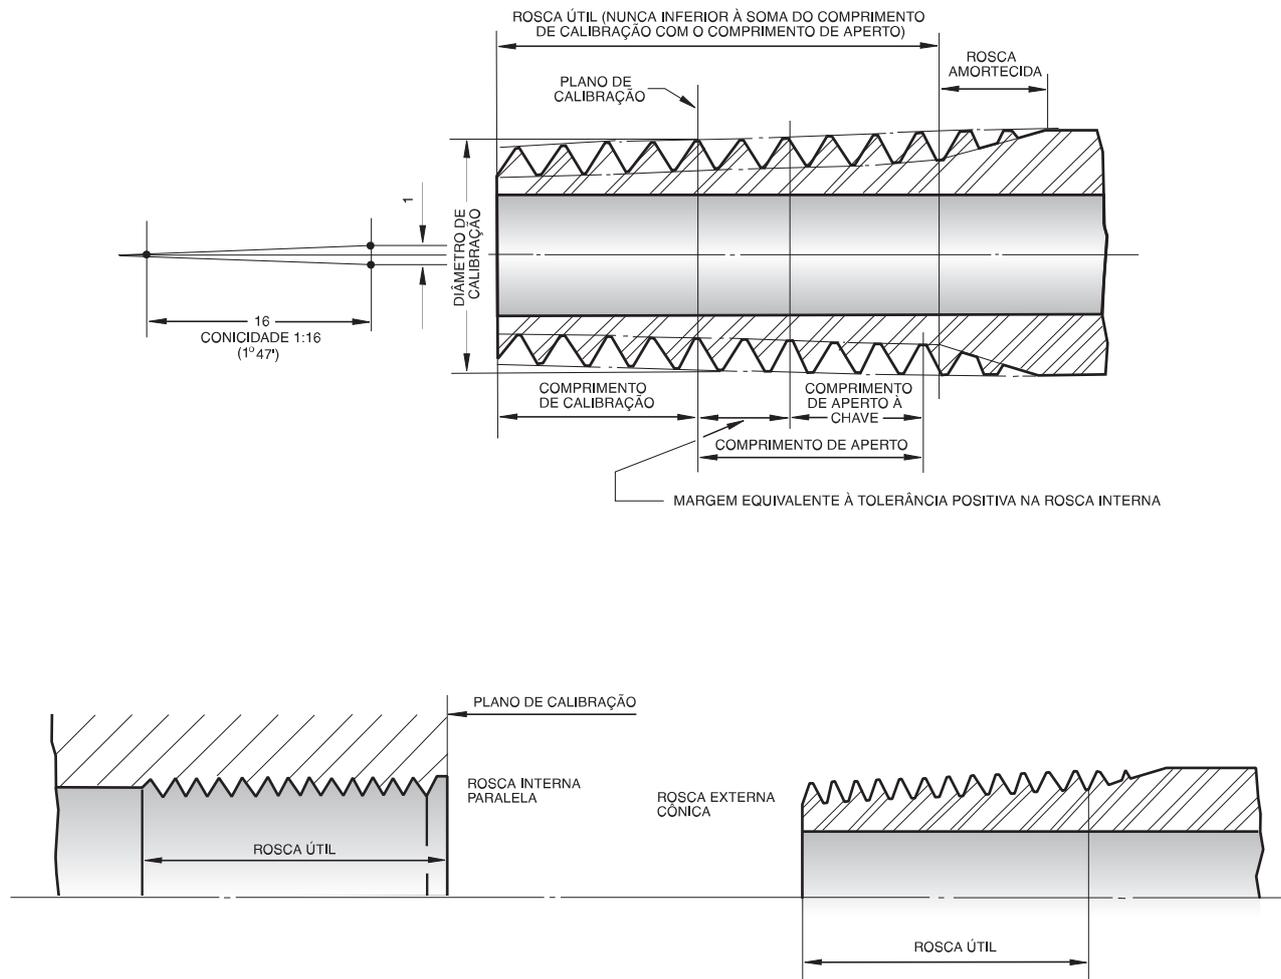 ROSCA ÚTIL (NUNCA INFERIOR À SOMA DO COMPRIMENTO
DE CALIBRAÇÃO COM O COMPRIMENTO DE APERTO)
ROSCA
AMORTECIDA
PLANO DE
CALIBRAÇÃO
1
DIÂMETRO DE
CALIBRAÇÃO
16
CONICIDADE 1:16
(1º 47')
COMPRIMENTO
DE CALIBRAÇÃO
COMPRIMENTO
DE APERTO À
CHAVE
COMPRIMENTO DE APERTO
MARGEM EQUIVALENTE À TOLERÂNCIA POSITIVA NA ROSCA INTERNA
PLANO DE CALIBRAÇÃO
ROSCA INTERNA
PARALELA
ROSCA EXTERNA
CÔNICA
ROSCA ÚTIL
ROSCA ÚTIL